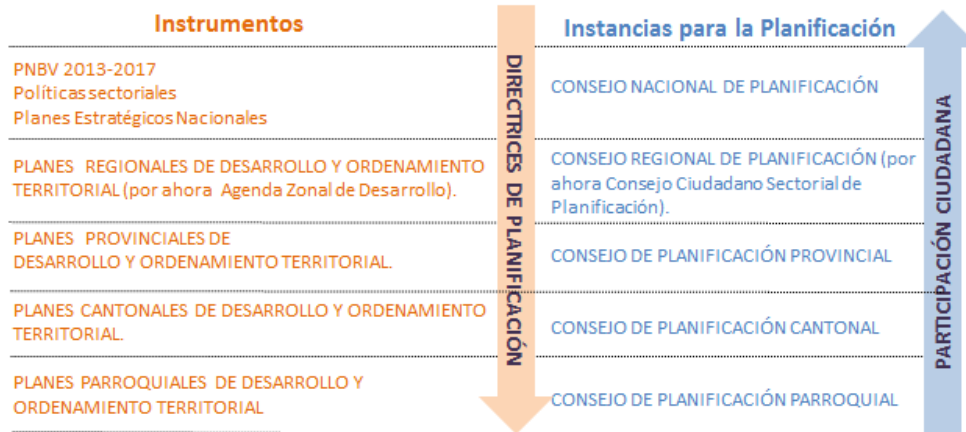 Instrumentos
Instancias para la Planificación
PNBV 2013-2017
Políticas sectoriales
Planes Estratégicos Nacionales
CONSEJO NACIONAL DE PLANIFICACIÓN
PLANES REGIONALES DE DESARROLLO Y ORDENAMIENTO
TERRITORIAL (por ahora Agenda Zonal de Desarrollo).
CONSEJO REGIONAL DE PLANIFICACIÓN (por
ahora Consejo Ciudadano Sectorial de
Planificación).
PLANES PROVINCIALES DE
DESARROLLO Y ORDENAMIENTO TERRITORIAL.
CONSEJO DE PLANIFICACIÓN PROVINCIAL
PLANES CANTONALES DE DESARROLLO Y ORDENAMIENTO
TERRITORIAL.
CONSEJO DE PLANIFICACIÓN CANTONAL
PLANES PARROQUIALES DE DESARROLLO Y
ORDENAMIENTO TERRITORIAL
CONSEJO DE PLANIFICACIÓN PARROQUIAL
DIRECTRICES DE PLANIFICACIÓN
PARTICIPACIÓN CIUDADANA